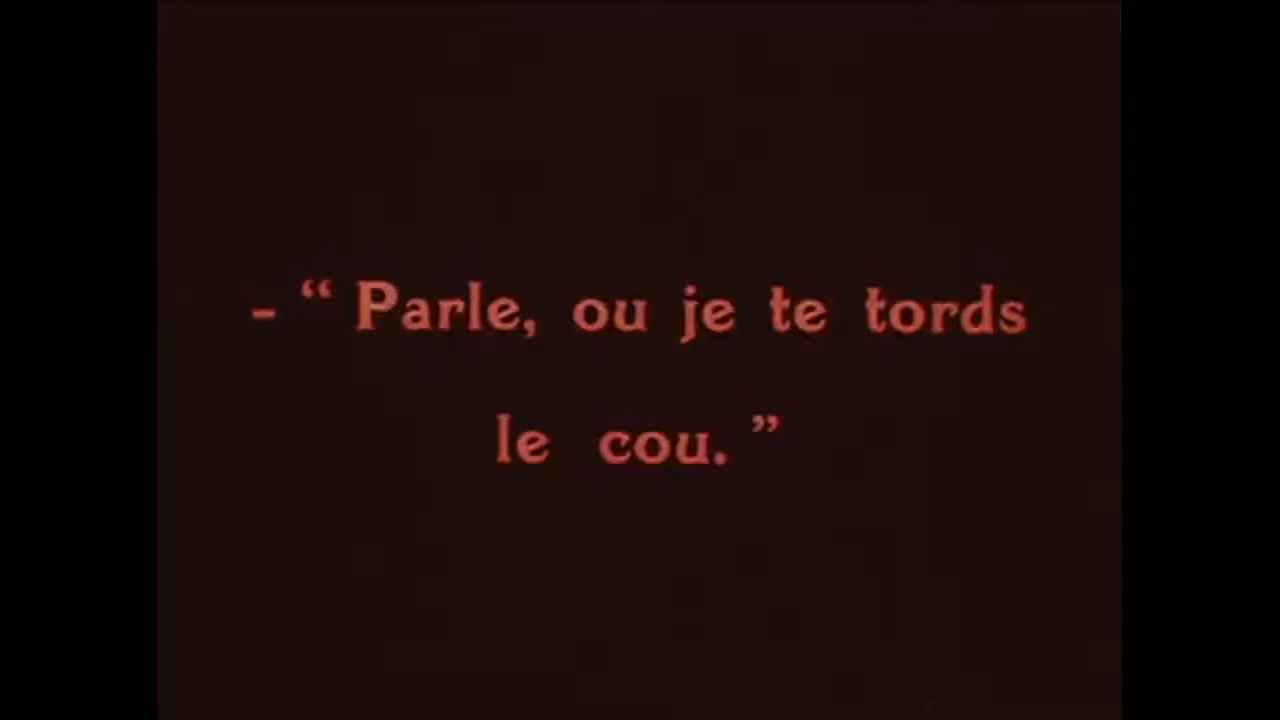 - “ Parle, ou je te tords
le cou. ”